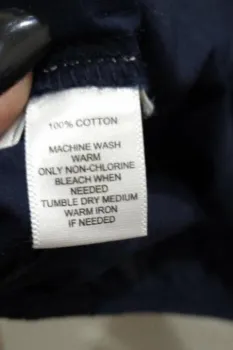 100% COTTON
MACHINE WASH
WARM
ONLY NON-CHLORINE
BLEACH WHEN
NEEDED
TUMBLE DRY MEDIUM
WARM IRON
IF NEEDED